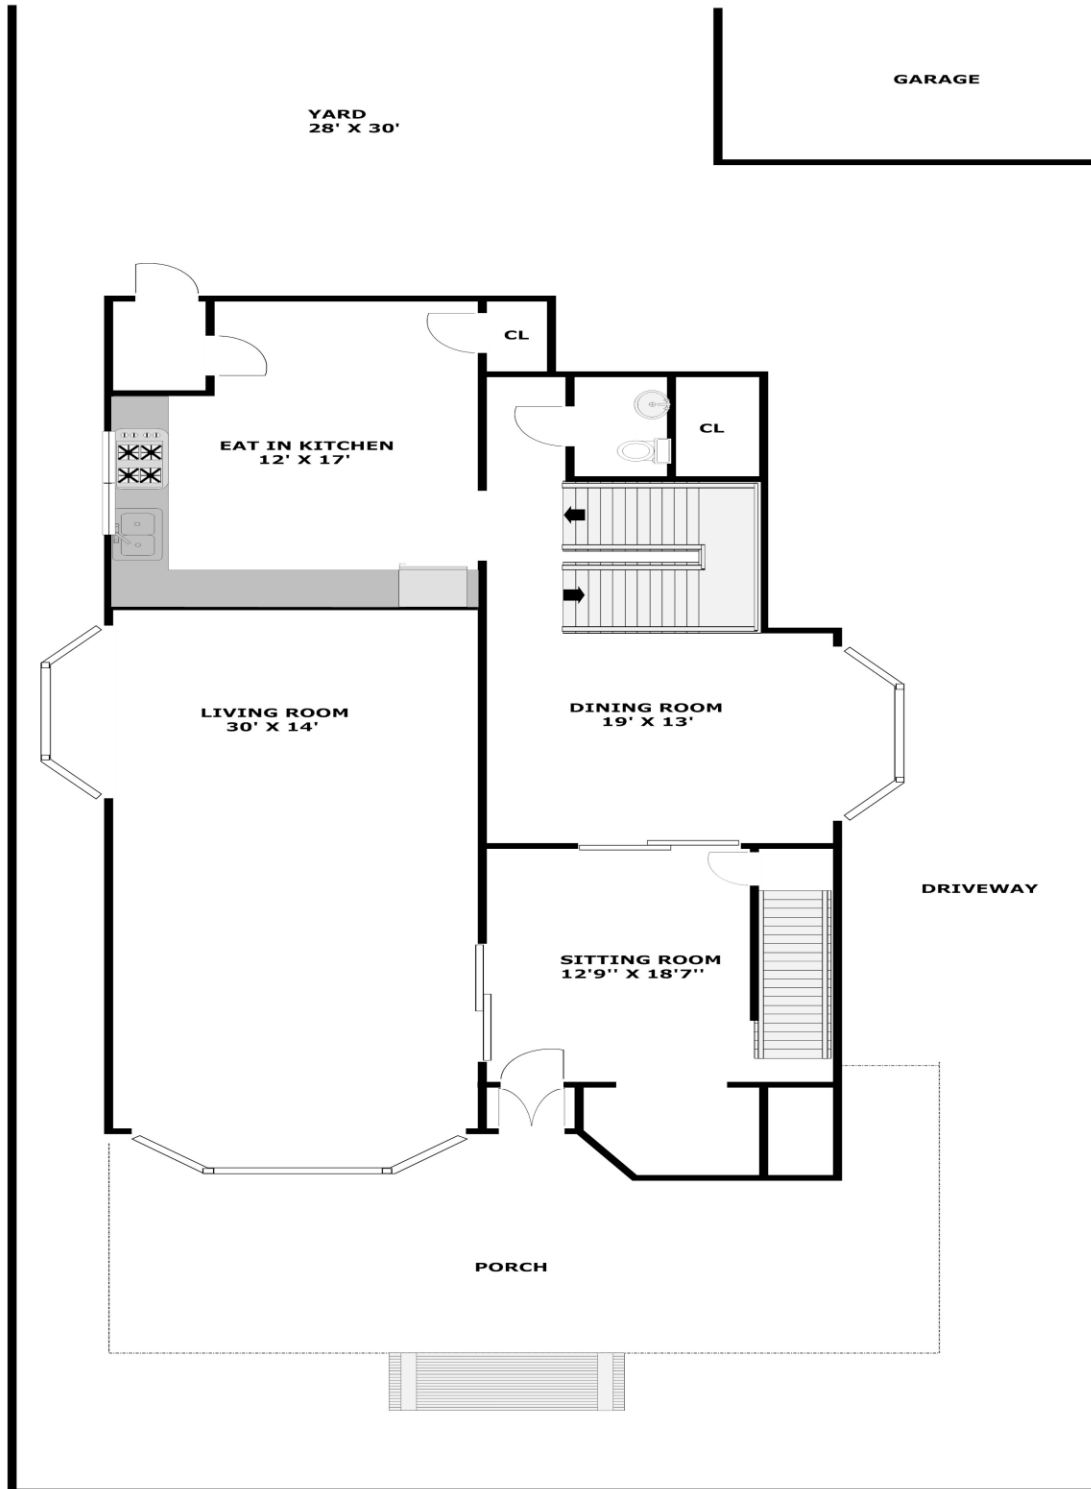 GARAGE
YARD
28' X 30'
CL
EAT IN KITCHEN
12' X 17'
CL
LIVING ROOM
30' X 14'
DINING ROOM
19' X 13'
DRIVEWAY
SITTING ROOM
12'9'' X 18'7''
PORCH